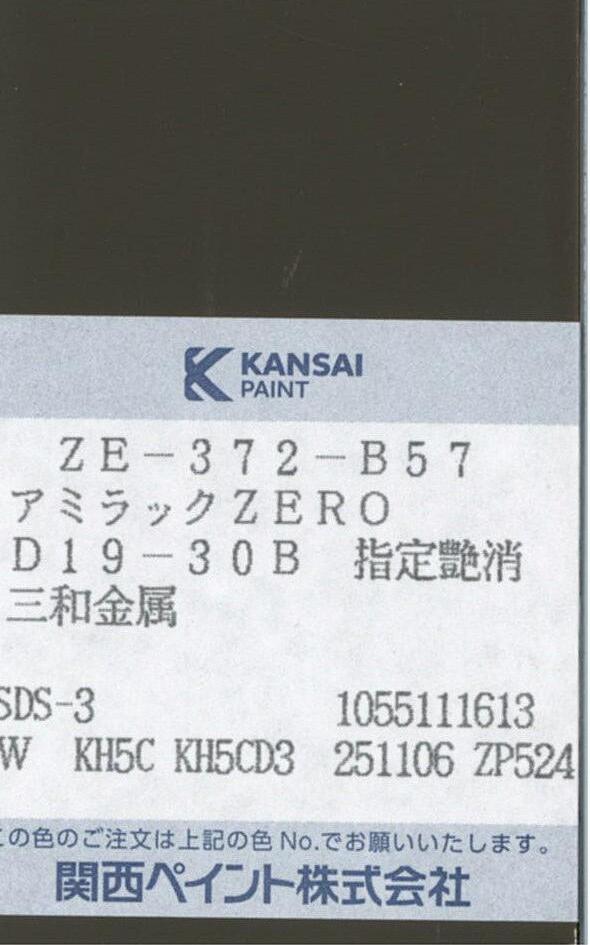 KANSAI
PAINT
ZE-372-B57
アミラックZERO
D19-30B 指定艶消
三和金属
SDS-3 1055111613
W KH5C KH5CD3 251106 ZP524
この色のご注文は上記の色No.でお願いいたします。
関西ペイント株式会社